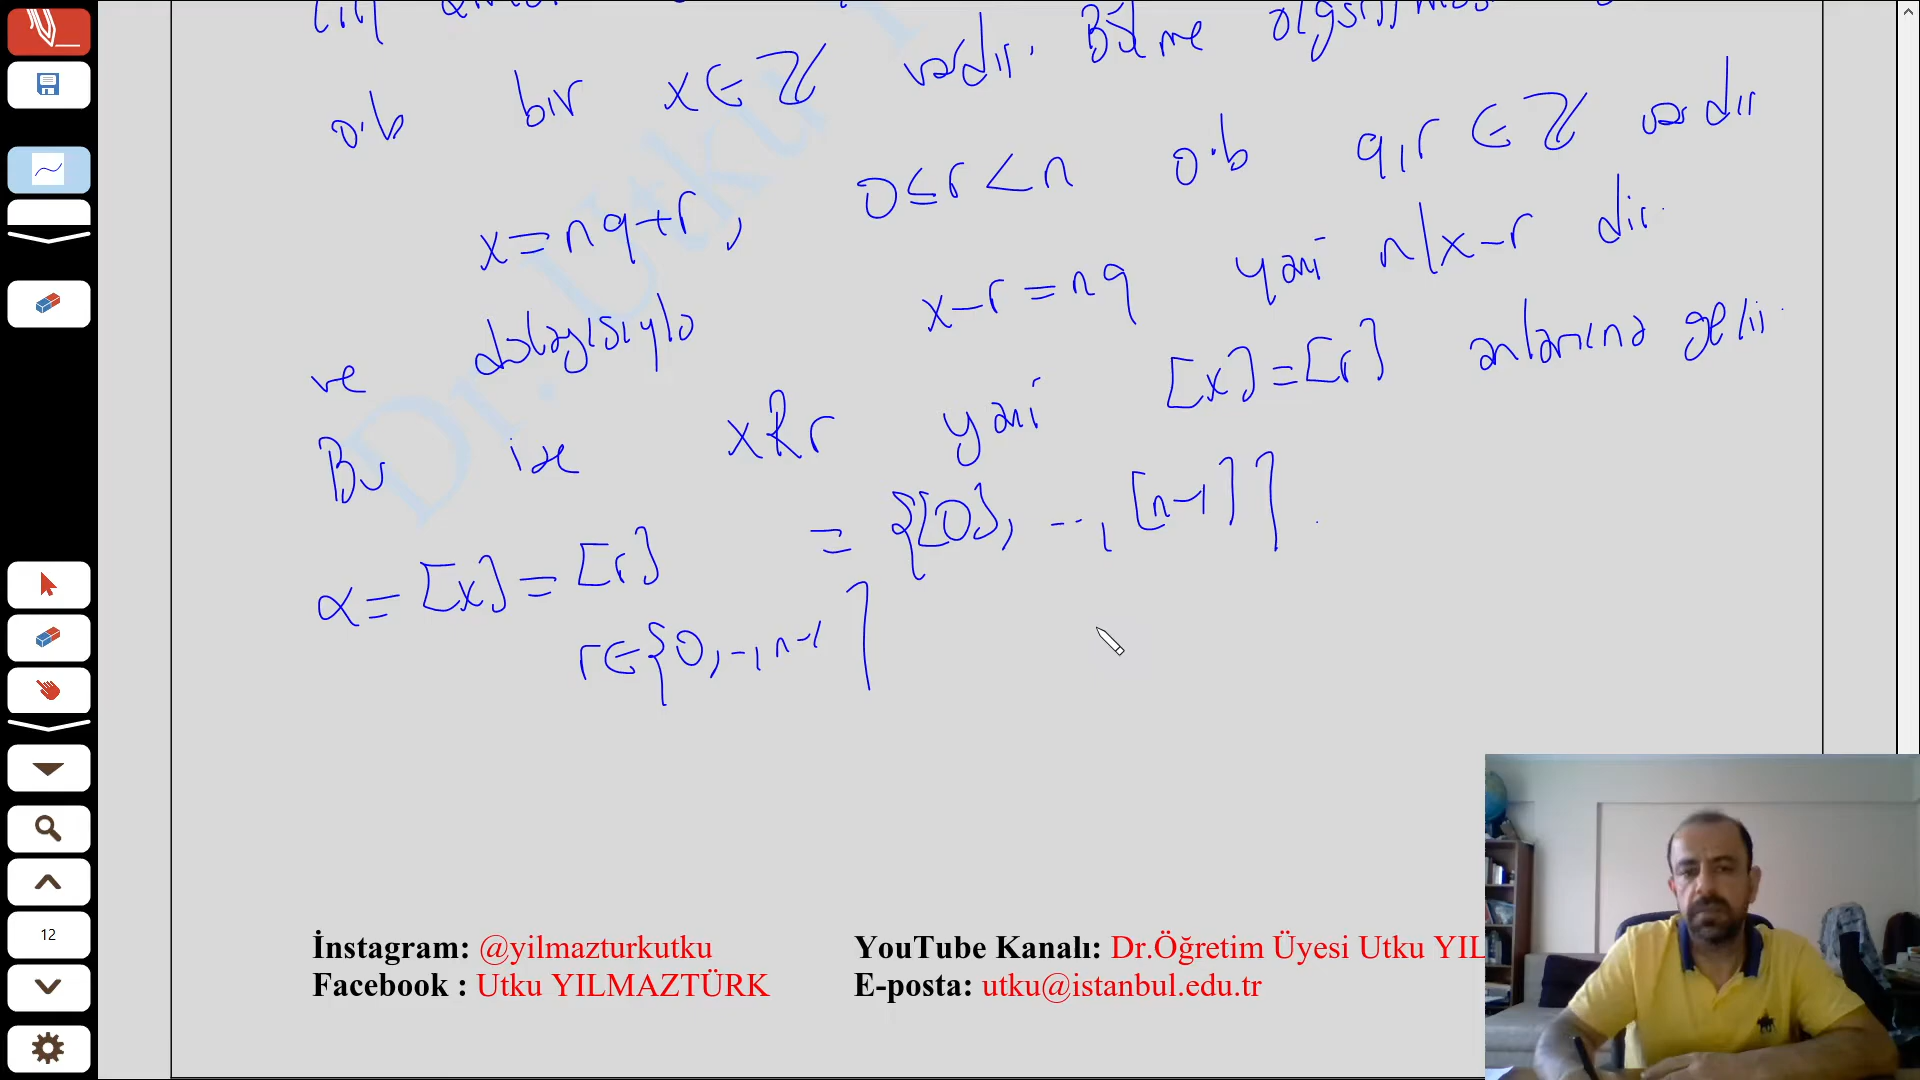 o.b bir x∈ℤ vardır. Bölme algoritması
x=nq+r, 0≤r<n o.b q,r∈ℤ vardır
ve dolayısıyla x-r=nq yani n|x-r dir.
Bu ise xRr yani [x]=[r] anlamına gelir.
α=[x]=[r] = {[0], ..., [n-1]}.
r∈{0,..,n-1}
Dr. Utku
12
İnstagram: @yilmazturkutku YouTube Kanalı: Dr.Öğretim Üyesi Utku YIL
Facebook : Utku YILMAZTÜRK E-posta: utku@istanbul.edu.tr